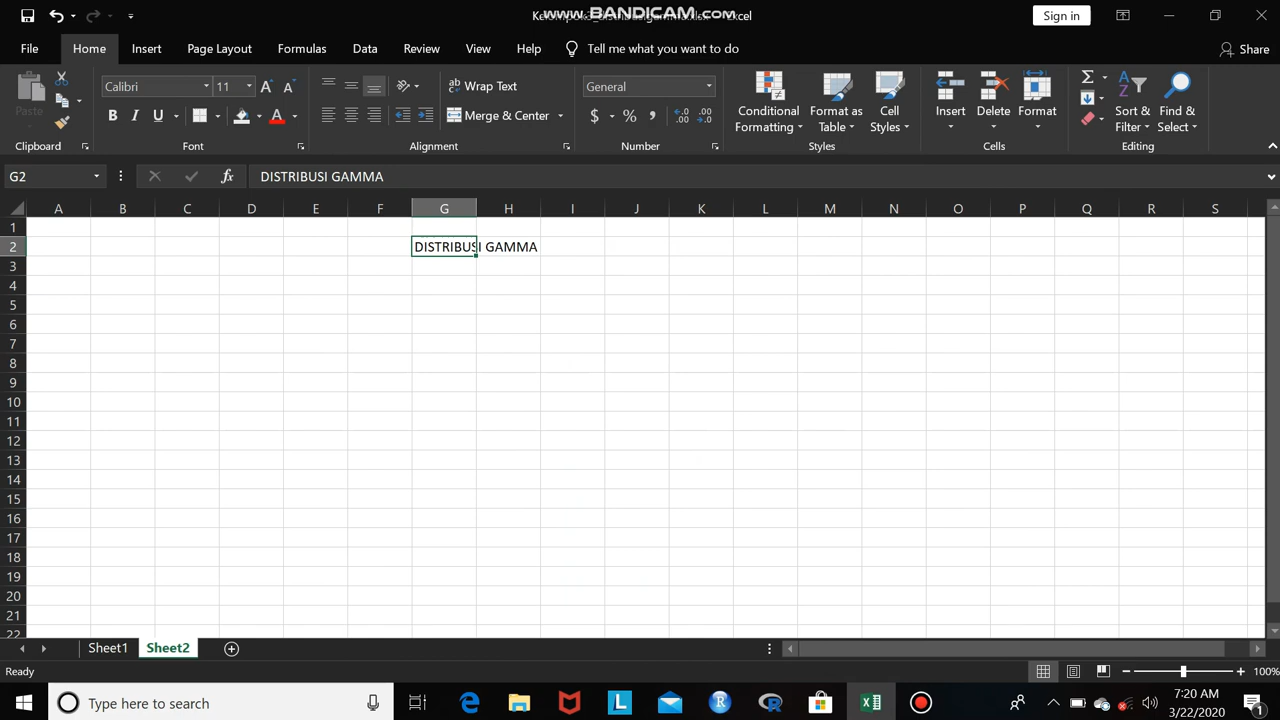 www.BANDICAM.com
Excel
Sign in
File Home Insert Page Layout Formulas Data Review View Help Tell me what you want to do Share
Calibri 11 Wrap Text General
Paste B I U A Merge & Center $ % , Conditional Formatting Format as Table Cell Styles Insert Delete Format Sort & Filter Find & Select
Clipboard Font Alignment Number Styles Cells Editing
G2 fx DISTRIBUSI GAMMA
A B C D E F G H I J K L M N O P Q R S
1
2 DISTRIBUSI GAMMA
3
4
5
6
7
8
9
10
11
12
13
14
15
16
17
18
19
20
21
22
Sheet1 Sheet2
Ready 100%
Type here to search 7:20 AM
3/22/2020 1